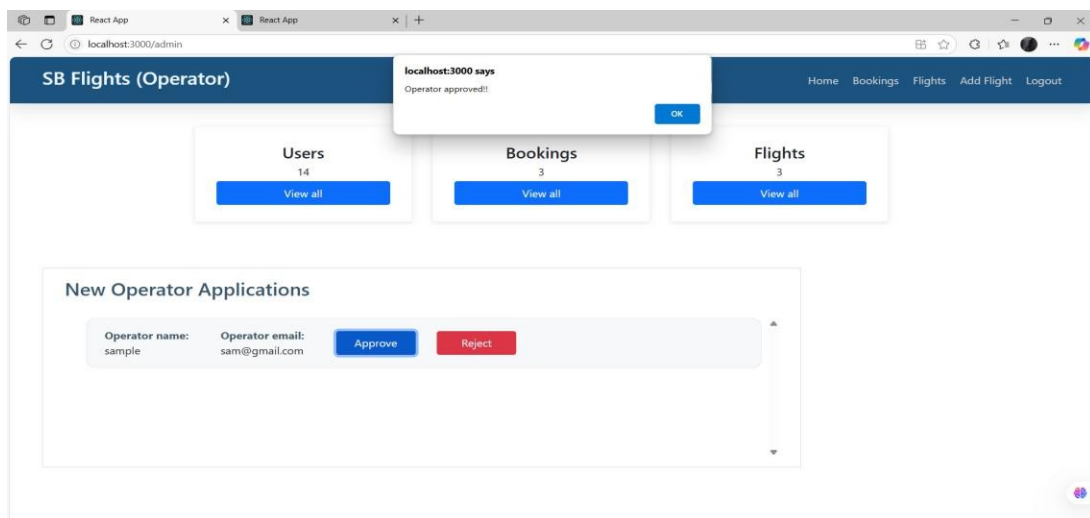 React App
React App
localhost:3000/admin
SB Flights (Operator)
localhost:3000 says
Operator approved!!
OK
Home Bookings Flights Add Flight Logout
Users
14
View all
Bookings
3
View all
Flights
3
View all
New Operator Applications
Operator name:
sample
Operator email:
sam@gmail.com
Approve
Reject